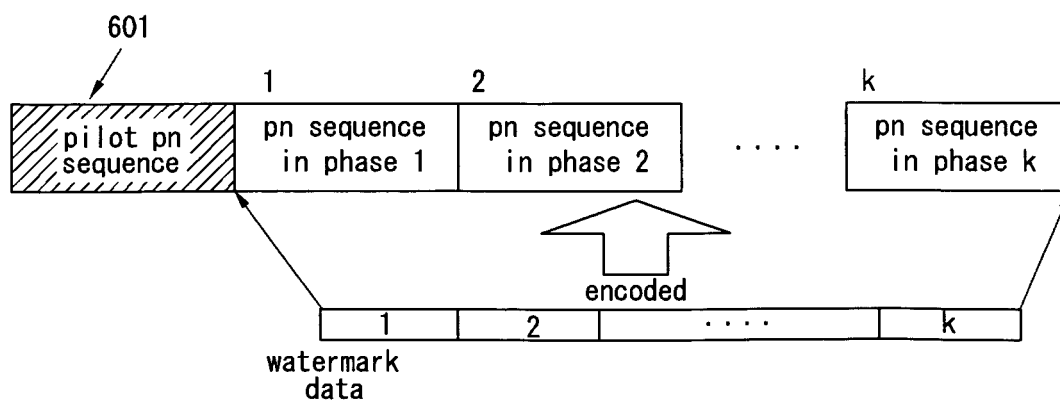 601
1 2 k
pilot pn
sequence
pn sequence
in phase 1
pn sequence
in phase 2
....
pn sequence
in phase k
encoded
1 2 .... k
watermark
data